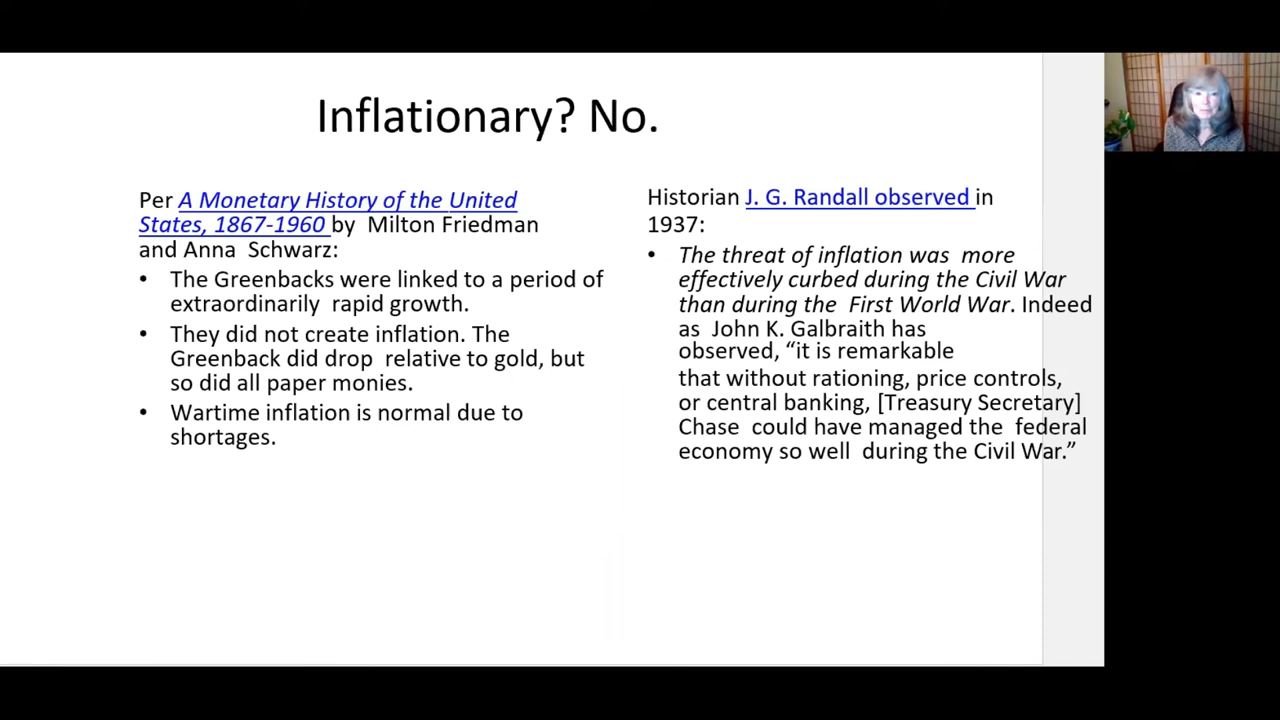 Inflationary? No.
Per A Monetary History of the United
States, 1867-1960 by Milton Friedman
and Anna Schwarz:
• The Greenbacks were linked to a period of
extraordinarily rapid growth.
• They did not create inflation. The
Greenback did drop relative to gold, but
so did all paper monies.
• Wartime inflation is normal due to
shortages.
Historian J. G. Randall observed in
1937:
• The threat of inflation was more
effectively curbed during the Civil War
than during the First World War. Indeed
as John K. Galbraith has
observed, “it is remarkable
that without rationing, price controls,
or central banking, [Treasury Secretary]
Chase could have managed the federal
economy so well during the Civil War.”